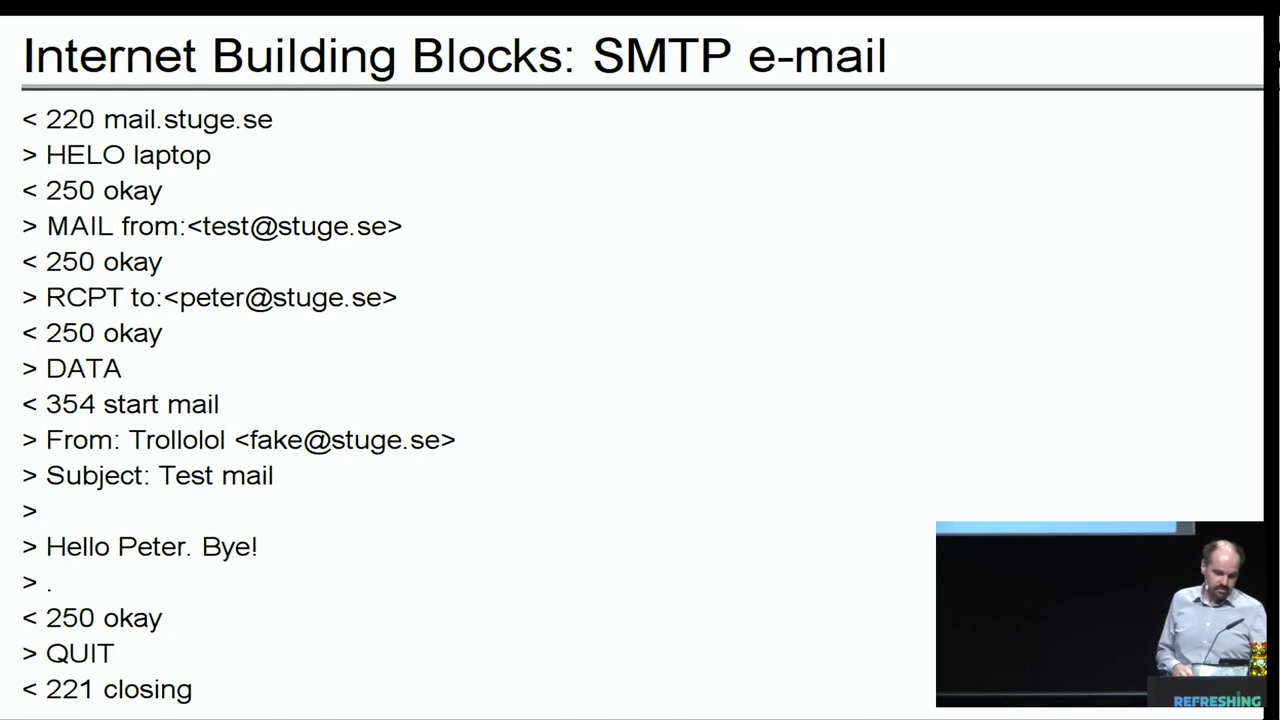 Internet Building Blocks: SMTP e-mail
< 220 mail.stuge.se
> HELO laptop
< 250 okay
> MAIL from:<test@stuge.se>
< 250 okay
> RCPT to:<peter@stuge.se>
< 250 okay
> DATA
< 354 start mail
> From: Trollolol <fake@stuge.se>
> Subject: Test mail
>
> Hello Peter. Bye!
> .
< 250 okay
> QUIT
< 221 closing
REFRESHING